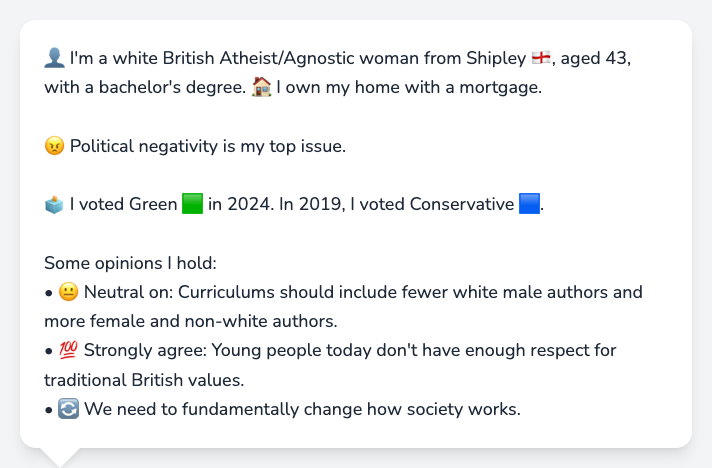 👤 I'm a white British Atheist/Agnostic woman from Shipley 🏴󠁧󠁢󠁥󠁮󠁧󠁿, aged 43,
with a bachelor's degree. 🏠 I own my home with a mortgage.
😠 Political negativity is my top issue.
🗳️ I voted Green 🟩 in 2024. In 2019, I voted Conservative 🟦.
Some opinions I hold:
• 😐 Neutral on: Curriculums should include fewer white male authors and
more female and non-white authors.
• 💯 Strongly agree: Young people today don't have enough respect for
traditional British values.
• 🔄 We need to fundamentally change how society works.